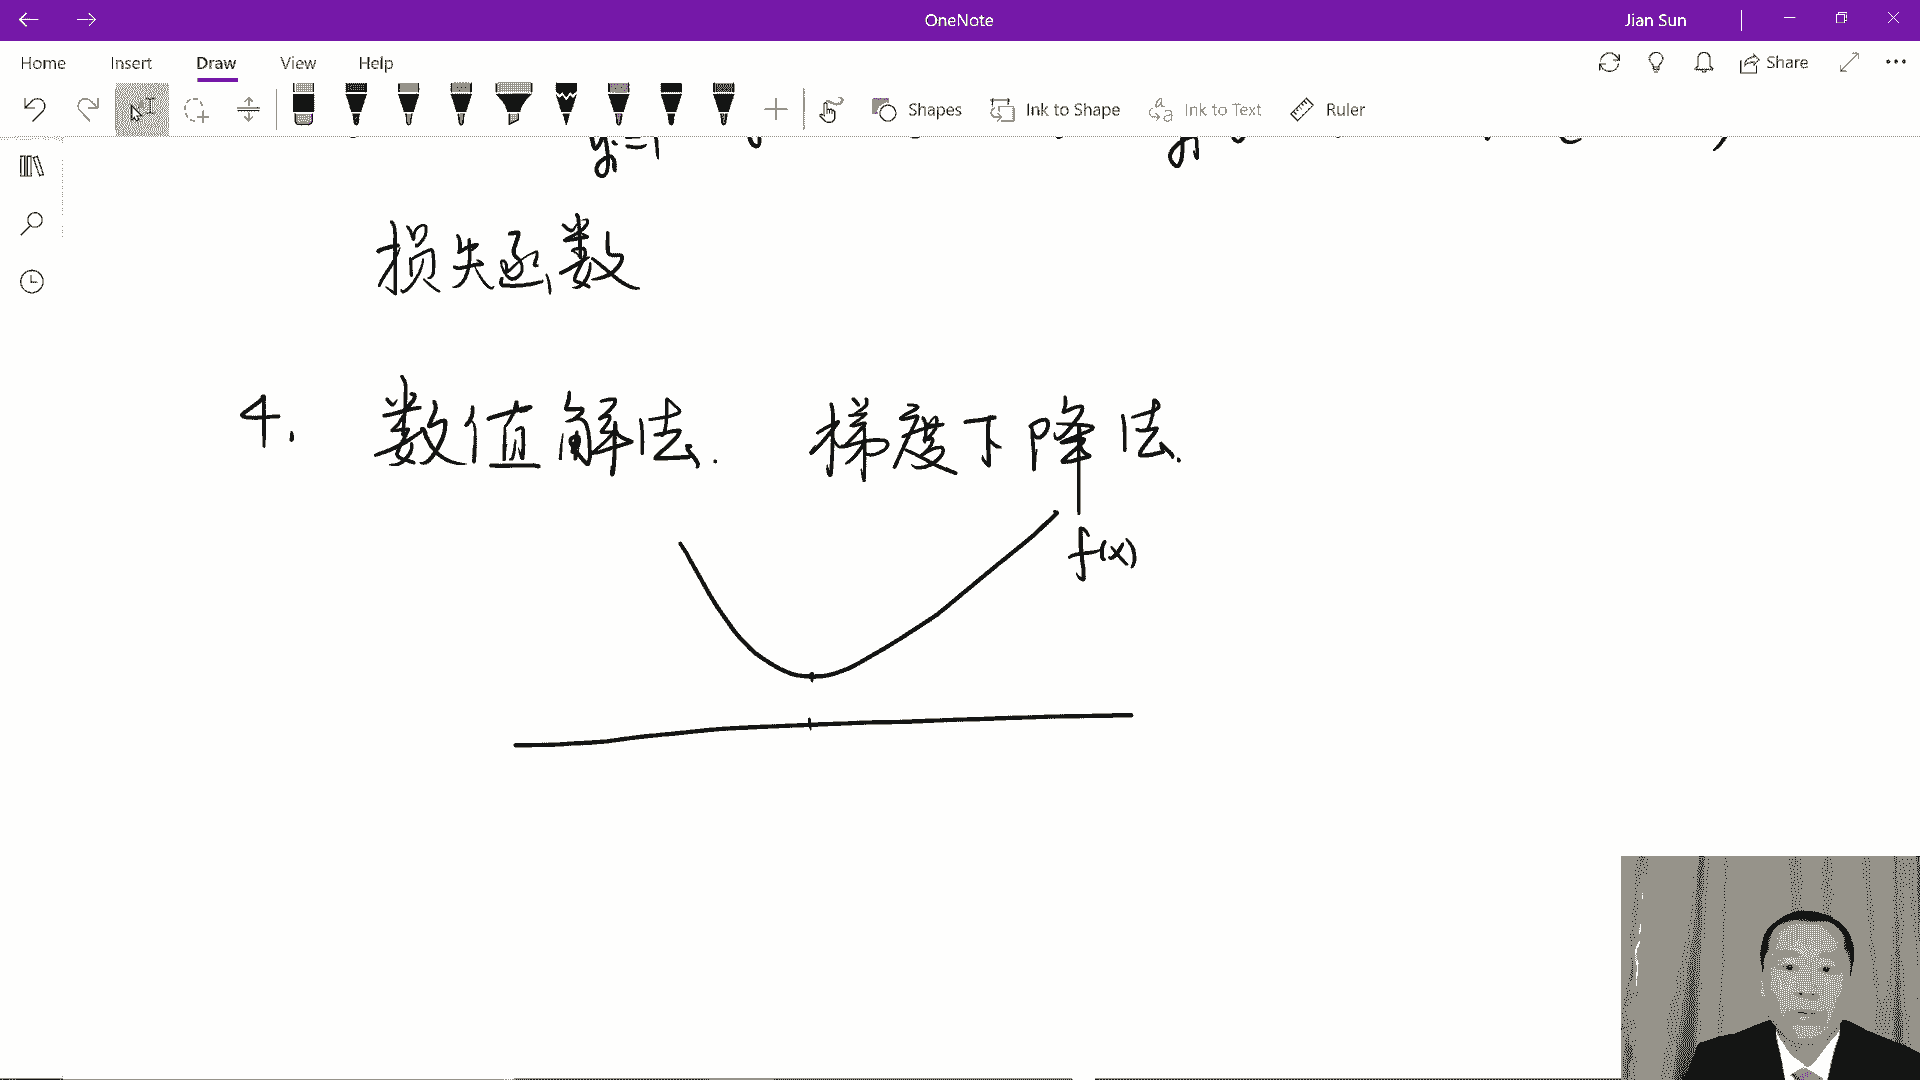 OneNote
Jian Sun
Home Insert Draw View Help
Share
Shapes Ink to Shape Ink to Text Ruler
损失函数
4. 数值解法. 梯度下降法.
f(x)